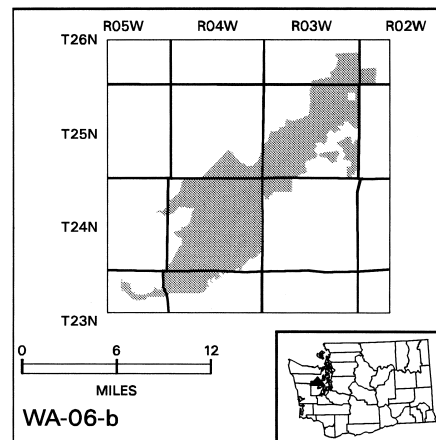 R05W R04W R03W R02W
T26N
T25N
T24N
T23N
0 6 12
MILES
WA-06-b